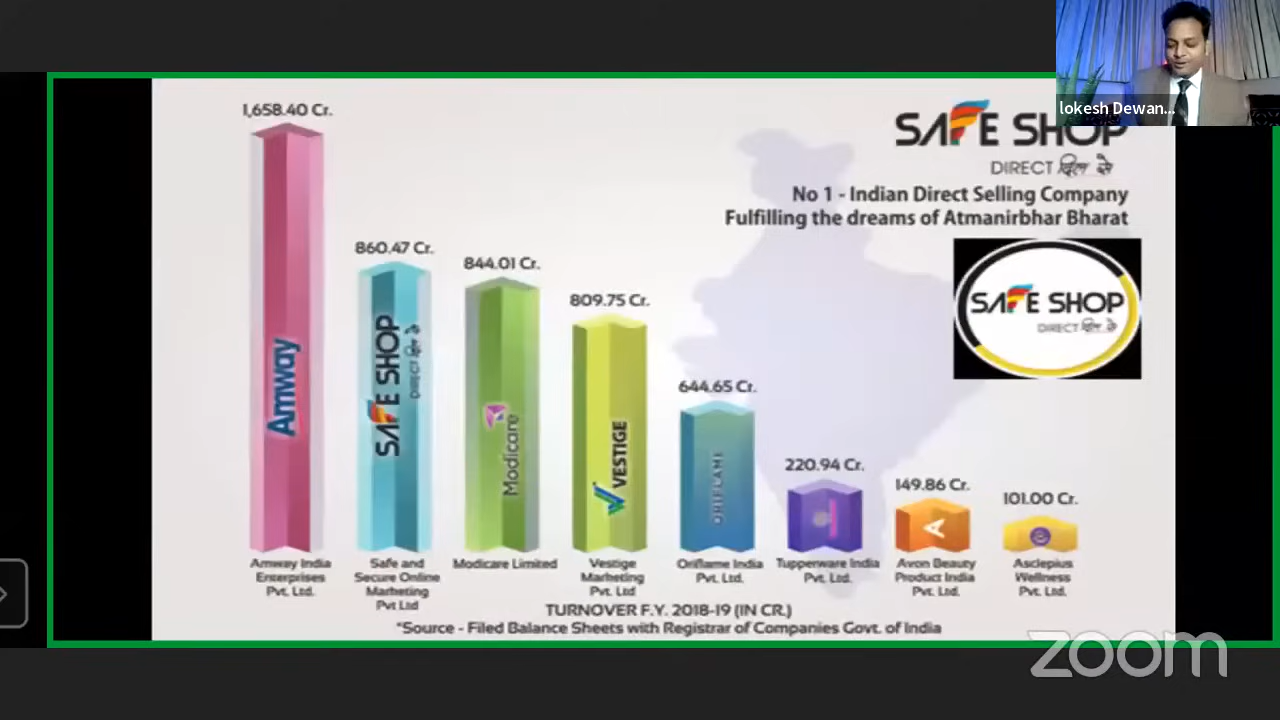 lokesh Dewan...
1,658.40 Cr.
860.47 Cr.
844.01 Cr.
809.75 Cr.
644.65 Cr.
220.94 Cr.
149.86 Cr.
101.00 Cr.
SAFE SHOP
DIRECT दिल से
No 1 - Indian Direct Selling Company
Fulfilling the dreams of Atmanirbhar Bharat
SAFE SHOP
DIRECT दिल से
Amway
SAFE SHOP
DIRECT दिल से
Modicare
VESTIGE
ORIFLAME
Amway India
Enterprises
Pvt. Ltd.
Safe and
Secure Online
Marketing
Pvt Ltd
Modicare Limited
Vestige
Marketing
Pvt. Ltd
Oriflame India
Pvt. Ltd.
Tupperware India
Pvt. Ltd.
Avon Beauty
Product India
Pvt. Ltd.
Asclepius
Wellness
Pvt. Ltd.
TURNOVER F.Y. 2018-19 (IN CR.)
*Source - Filed Balance Sheets with Registrar of Companies Govt. of India
zoom